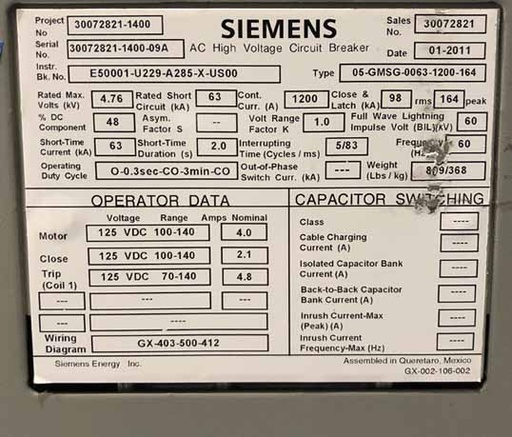 Project No 30072821-1400 SIEMENS Sales No. 30072821
Serial No. 30072821-1400-09A AC High Voltage Circuit Breaker Date 01-2011
Instr. Bk. No. E50001-U229-A285-X-US00 Type 05-GMSG-0063-1200-164
Rated Max. Volts (kV) 4.76 Rated Short Circuit (kA) 63 Cont. Curr. (A) 1200 Close & Latch (kA) 98 rms 164 peak
% DC Component 48 Asym. Factor S -- Volt Range Factor K 1.0 Full Wave Lightning Impulse Volt (BIL)(kV) 60
Short-Time Current (kA) 63 Short-Time Duration (s) 2.0 Interrupting Time (Cycles / ms) 5/83 Frequency (Hz) 60
Operating Duty Cycle O-0.3sec-CO-3min-CO Out-of-Phase Switch Curr. (kA) --- Weight (Lbs / kg) 809/368
OPERATOR DATA
Voltage Range Amps Nominal
Motor 125 VDC 100-140 4.0
Close 125 VDC 100-140 2.1
Trip (Coil 1) 125 VDC 70-140 4.8
--- --- ---
--- ----
Wiring Diagram GX-403-500-412
Siemens Energy Inc.
CAPACITOR SWITCHING
Class ----
Cable Charging Current (A) ----
Isolated Capacitor Bank Current (A) ----
Back-to-Back Capacitor Bank Current (A) ----
Inrush Current-Max (Peak) (A) ----
Inrush Current Frequency-Max (Hz) ----
Assembled in Queretaro, Mexico
GX-002-106-002